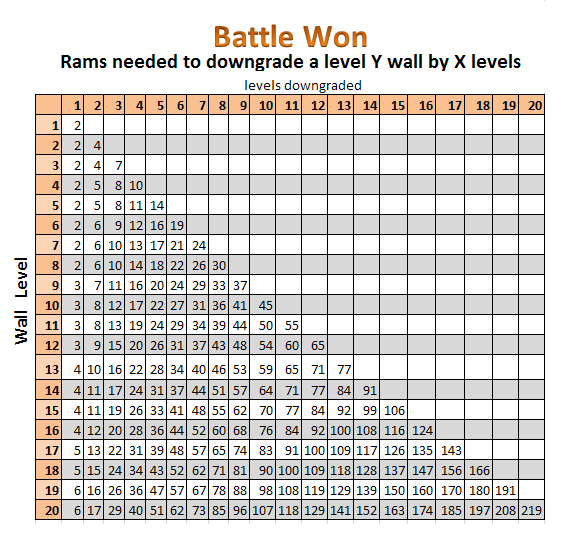 Battle Won
Rams needed to downgrade a level Y wall by X levels
levels downgraded
1 2 3 4 5 6 7 8 9 10 11 12 13 14 15 16 17 18 19 20
1 2
2 2 4
3 2 4 7
4 2 5 8 10
5 2 5 8 11 14
6 2 6 9 12 16 19
7 2 6 10 13 17 21 24
8 2 6 10 14 18 22 26 30
9 3 7 11 16 20 24 29 33 37
10 3 8 12 17 22 27 31 36 41 45
11 3 8 13 19 24 29 34 39 44 50 55
12 3 9 15 20 26 31 37 43 48 54 60 65
13 4 10 16 22 28 34 40 46 53 59 65 71 77
14 4 11 17 24 31 37 44 51 57 64 71 77 84 91
15 4 11 19 26 33 41 48 55 62 70 77 84 92 99 106
16 4 12 20 28 36 44 52 60 68 76 84 92 100 108 116 124
17 5 13 22 31 39 48 57 65 74 83 91 100 109 117 126 135 143
18 5 15 24 34 43 52 62 71 81 90 100 109 118 128 137 147 156 166
19 6 16 26 36 47 57 67 78 88 98 108 119 129 139 150 160 170 180 191
20 6 17 29 40 51 62 73 85 96 107 118 129 141 152 163 174 185 197 208 219
Wall Level